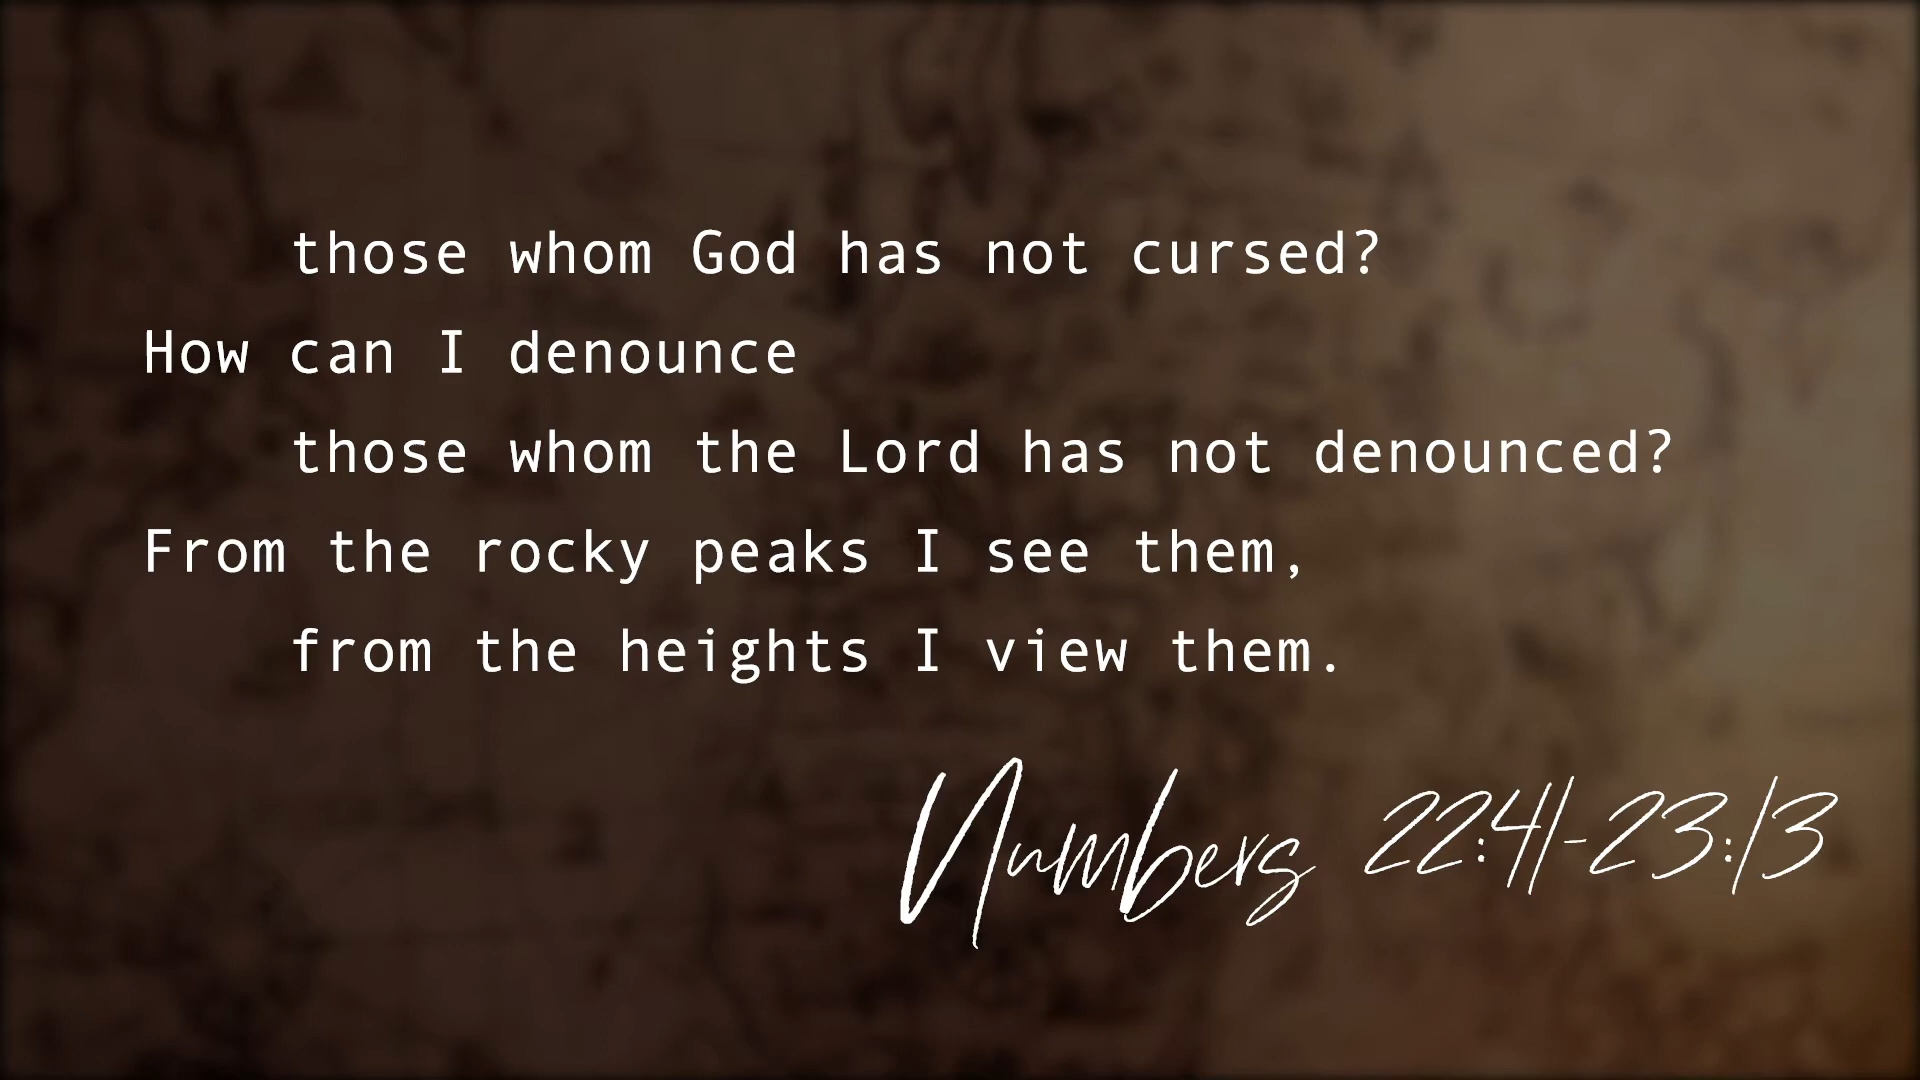 those whom God has not cursed?
How can I denounce
those whom the Lord has not denounced?
From the rocky peaks I see them,
from the heights I view them.
Numbers 22:41-23:13